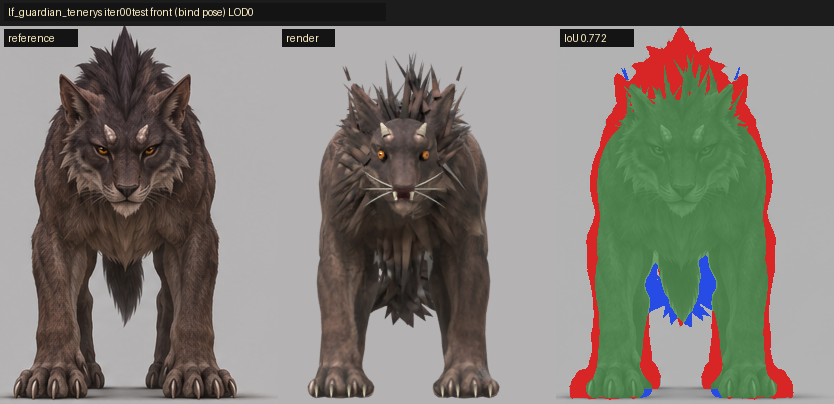 lf_guardian_tenerys iter00test front (bind pose) LOD0
reference
render
IoU 0.772